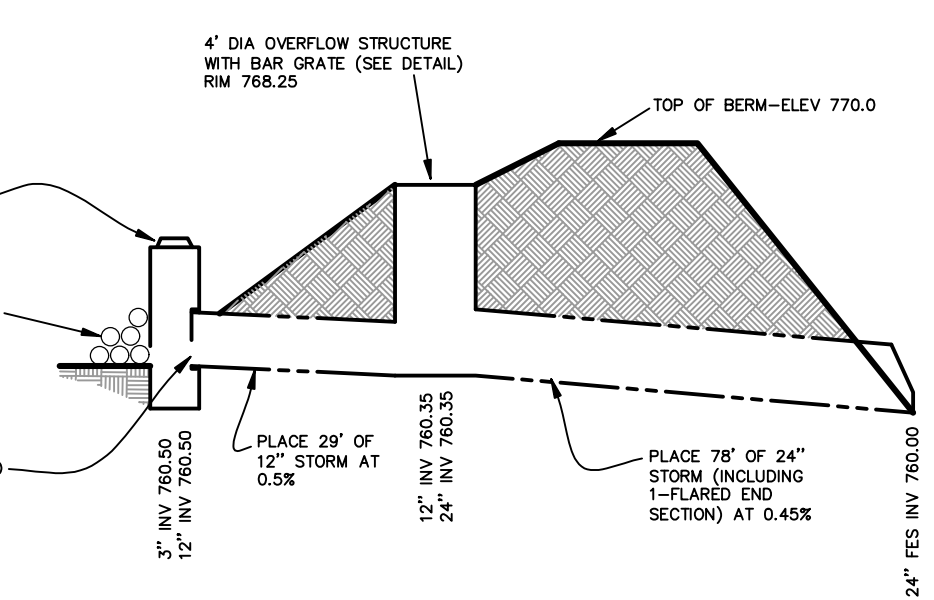 4' DIA OVERFLOW STRUCTURE
WITH BAR GRATE (SEE DETAIL)
RIM 768.25
TOP OF BERM-ELEV 770.0
PLACE 29' OF
12" STORM AT
0.5%
3" INV 760.50
12" INV 760.50
12" INV 760.35
24" INV 760.35
PLACE 78' OF 24"
STORM (INCLUDING
1-FLARED END
SECTION) AT 0.45%
24" FES INV 760.00